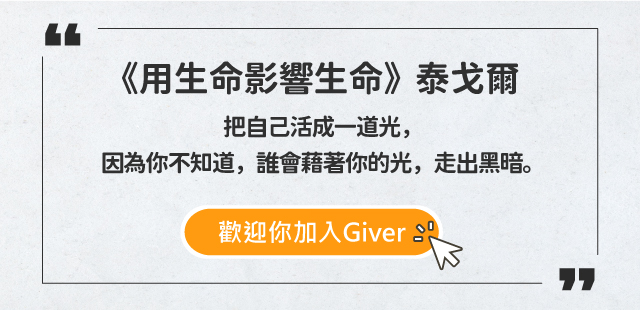 《用生命影響生命》泰戈爾
把自己活成一道光，
因為你不知道，誰會藉著你的光，走出黑暗。
歡迎你加入Giver